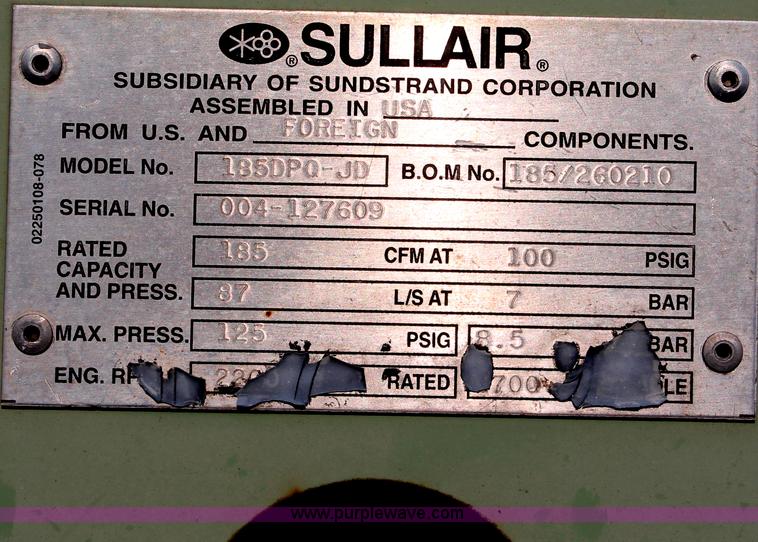 ® SULLAIR®
SUBSIDIARY OF SUNDSTRAND CORPORATION
ASSEMBLED IN USA
FROM U.S. AND FOREIGN COMPONENTS.
MODEL No. 185DPQ-JD B.O.M No. 185/260210
SERIAL No. 004-127609
RATED CAPACITY AND PRESS. 185 CFM AT 100 PSIG
87 L/S AT 7 BAR
MAX. PRESS. 125 PSIG 8.5 BAR
ENG. RATED
02250108-078
www.purplewave.com